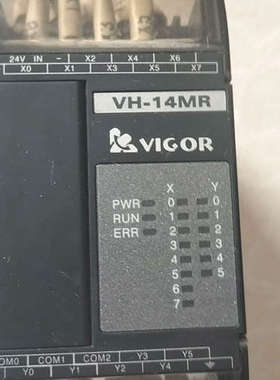 24V IN - X2 X4 X6
X0 X1 X3 X5 X7
VH-14MR
VIGOR
X Y
PWR 0 0
RUN 1 1
ERR 2 2
3 3
4 4
5 5
6
7
COM0 COM1 COM2 Y3 Y5
Y0 Y1 Y2 Y4